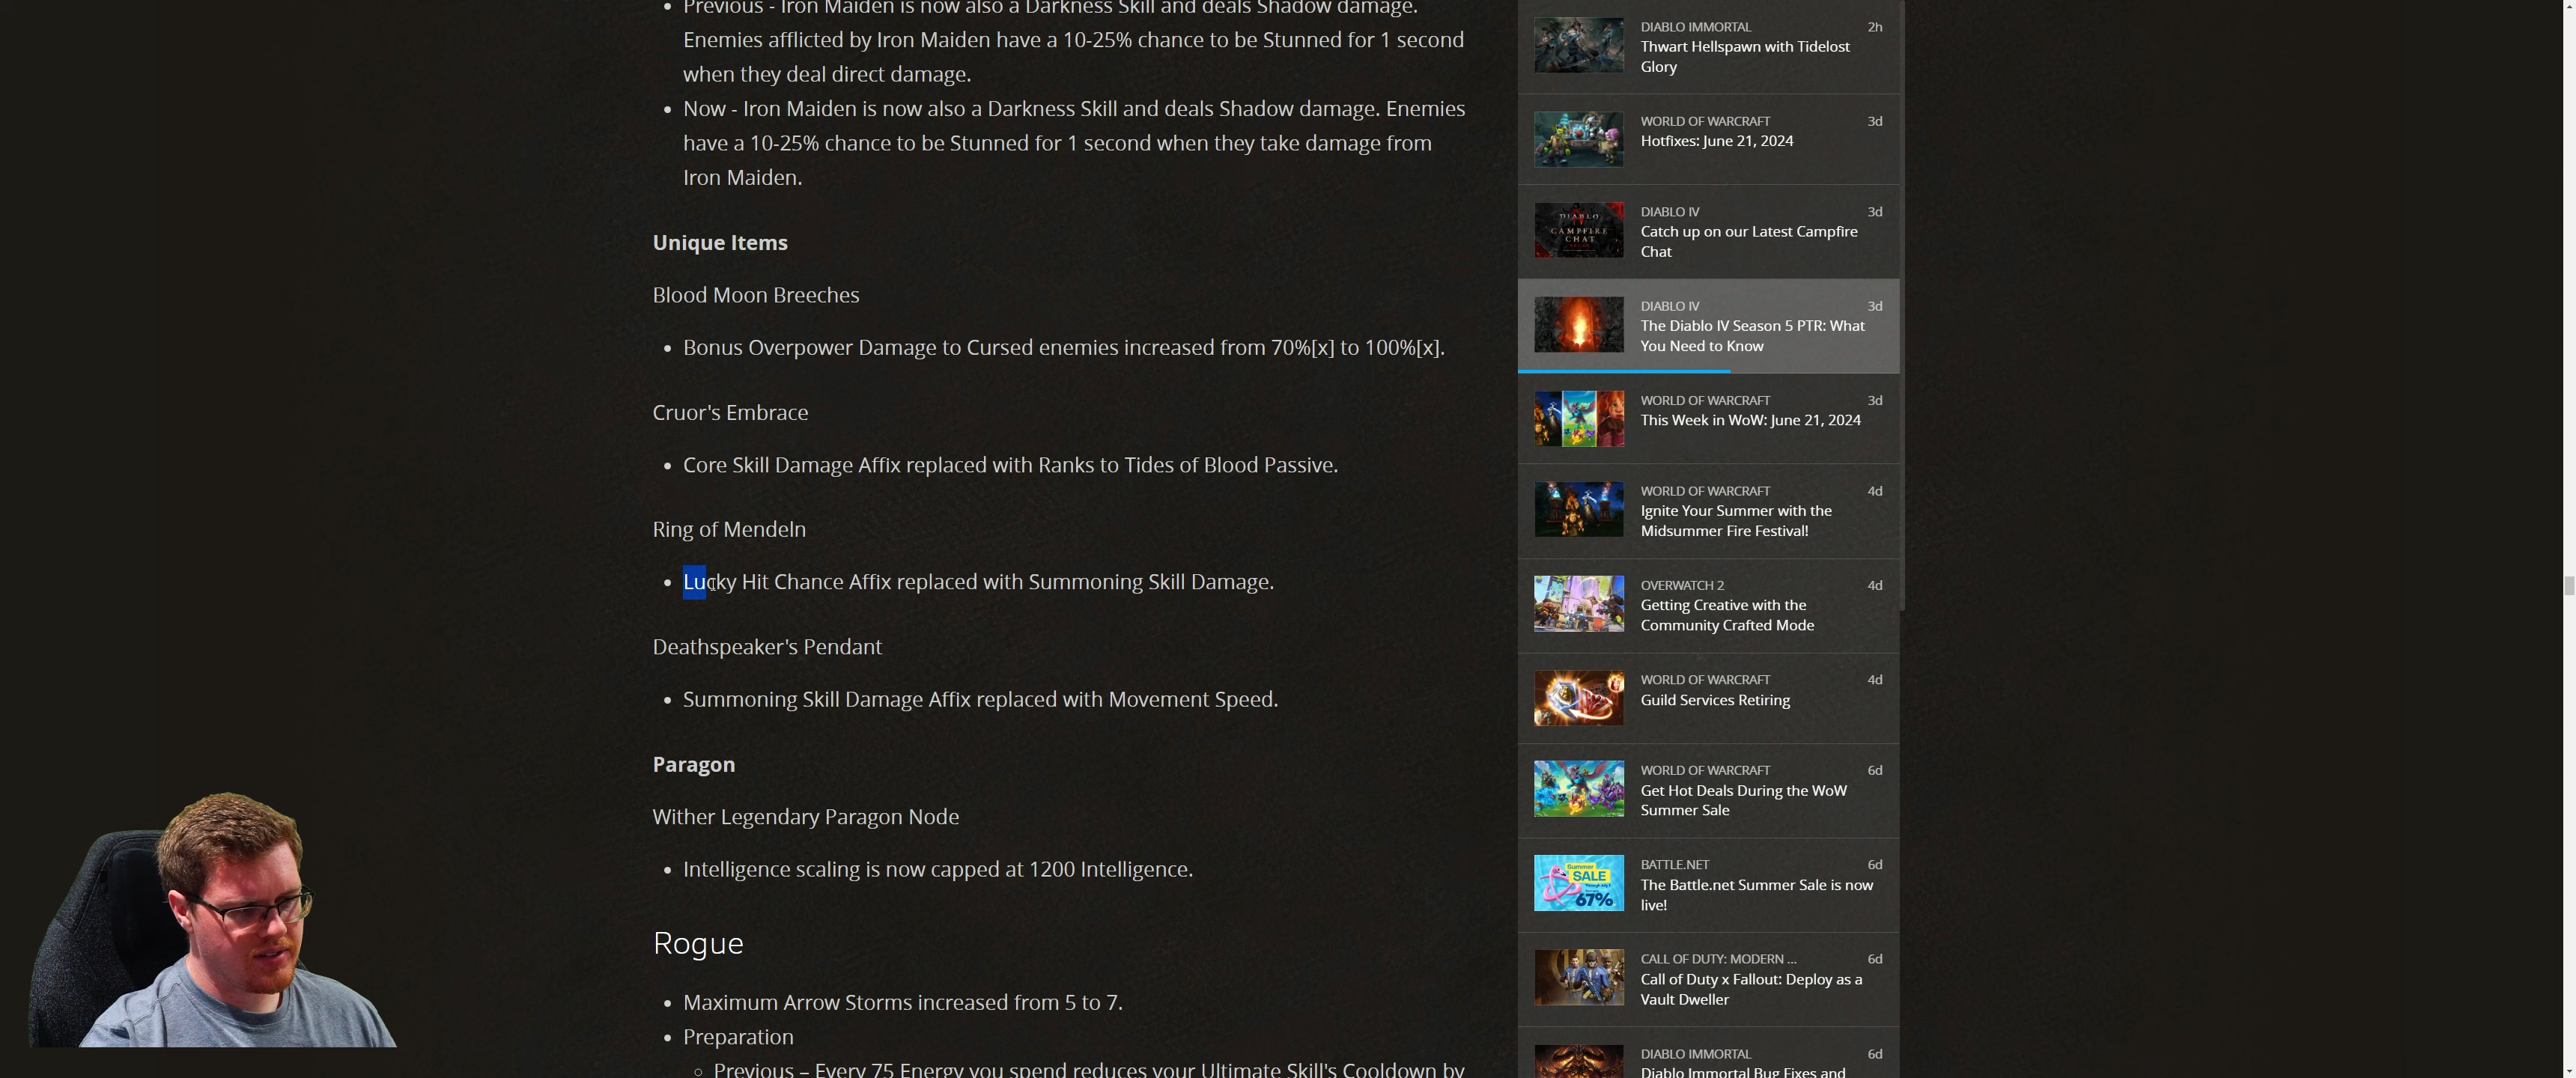 Previous - Iron Maiden is now also a Darkness Skill and deals Shadow damage.
Enemies afflicted by Iron Maiden have a 10-25% chance to be Stunned for 1 second
when they deal direct damage.
Now - Iron Maiden is now also a Darkness Skill and deals Shadow damage. Enemies
have a 10-25% chance to be Stunned for 1 second when they take damage from
Iron Maiden.
Unique Items
Blood Moon Breeches
Bonus Overpower Damage to Cursed enemies increased from 70%[x] to 100%[x].
Cruor's Embrace
Core Skill Damage Affix replaced with Ranks to Tides of Blood Passive.
Ring of Mendeln
Lucky Hit Chance Affix replaced with Summoning Skill Damage.
Deathspeaker's Pendant
Summoning Skill Damage Affix replaced with Movement Speed.
Paragon
Wither Legendary Paragon Node
Intelligence scaling is now capped at 1200 Intelligence.
Rogue
Maximum Arrow Storms increased from 5 to 7.
Preparation
Previous – Every 75 Energy you spend reduces your Ultimate Skill's Cooldown by
DIABLO IMMORTAL 2h
Thwart Hellspawn with Tidelost
Glory
WORLD OF WARCRAFT 3d
Hotfixes: June 21, 2024
DIABLO IV 3d
Catch up on our Latest Campfire
Chat
DIABLO
CAMPFIRE
CHAT
DIABLO IV 3d
The Diablo IV Season 5 PTR: What
You Need to Know
WORLD OF WARCRAFT 3d
This Week in WoW: June 21, 2024
WORLD OF WARCRAFT 4d
Ignite Your Summer with the
Midsummer Fire Festival!
OVERWATCH 2 4d
Getting Creative with the
Community Crafted Mode
WORLD OF WARCRAFT 4d
Guild Services Retiring
WORLD OF WARCRAFT 6d
Get Hot Deals During the WoW
Summer Sale
BATTLE.NET 6d
The Battle.net Summer Sale is now
live!
Summer
SALE
67%
CALL OF DUTY: MODERN ... 6d
Call of Duty x Fallout: Deploy as a
Vault Dweller
DIABLO IMMORTAL 6d
Diablo Immortal Bug Fixes and